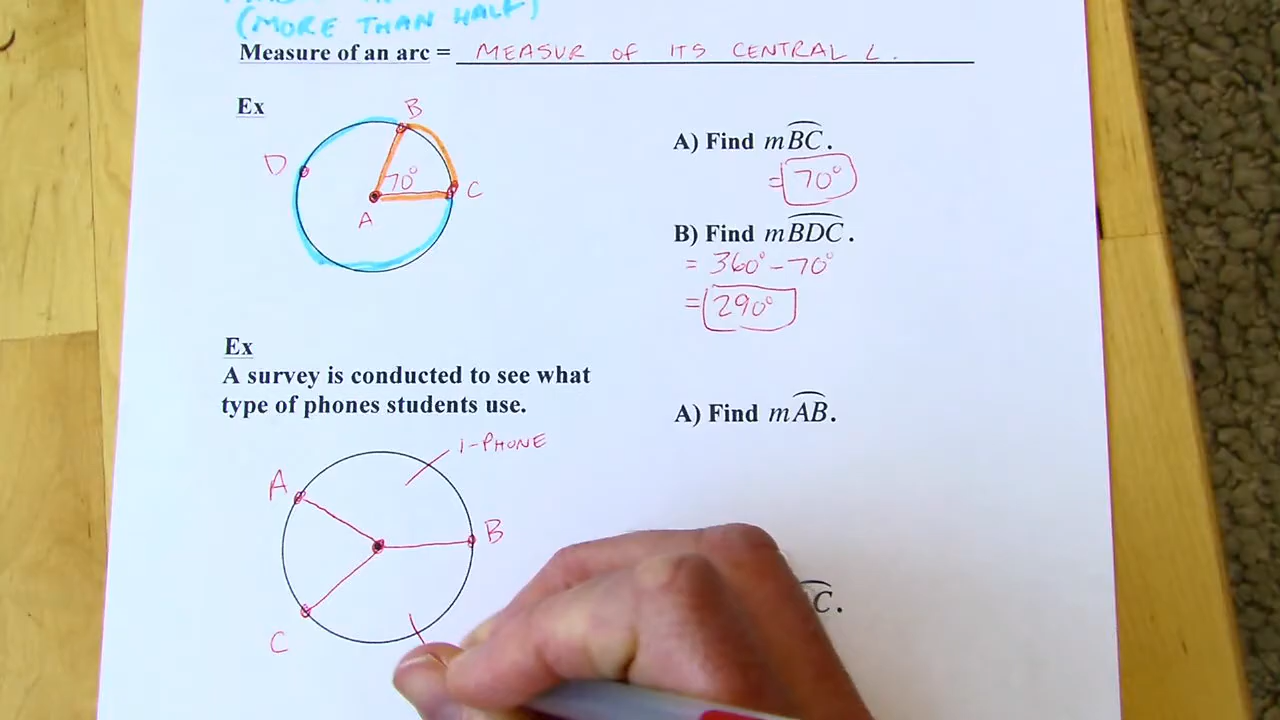 (MORE THAN HALF)
Measure of an arc = MEASUR OF ITS CENTRAL ∠.
Ex
B
D
70°
C
A
A) Find mBC.
= 70°
B) Find mBDC.
= 360° - 70°
= 290°
Ex
A survey is conducted to see what
type of phones students use.
A) Find mAB.
I-PHONE
A
B
C
C.